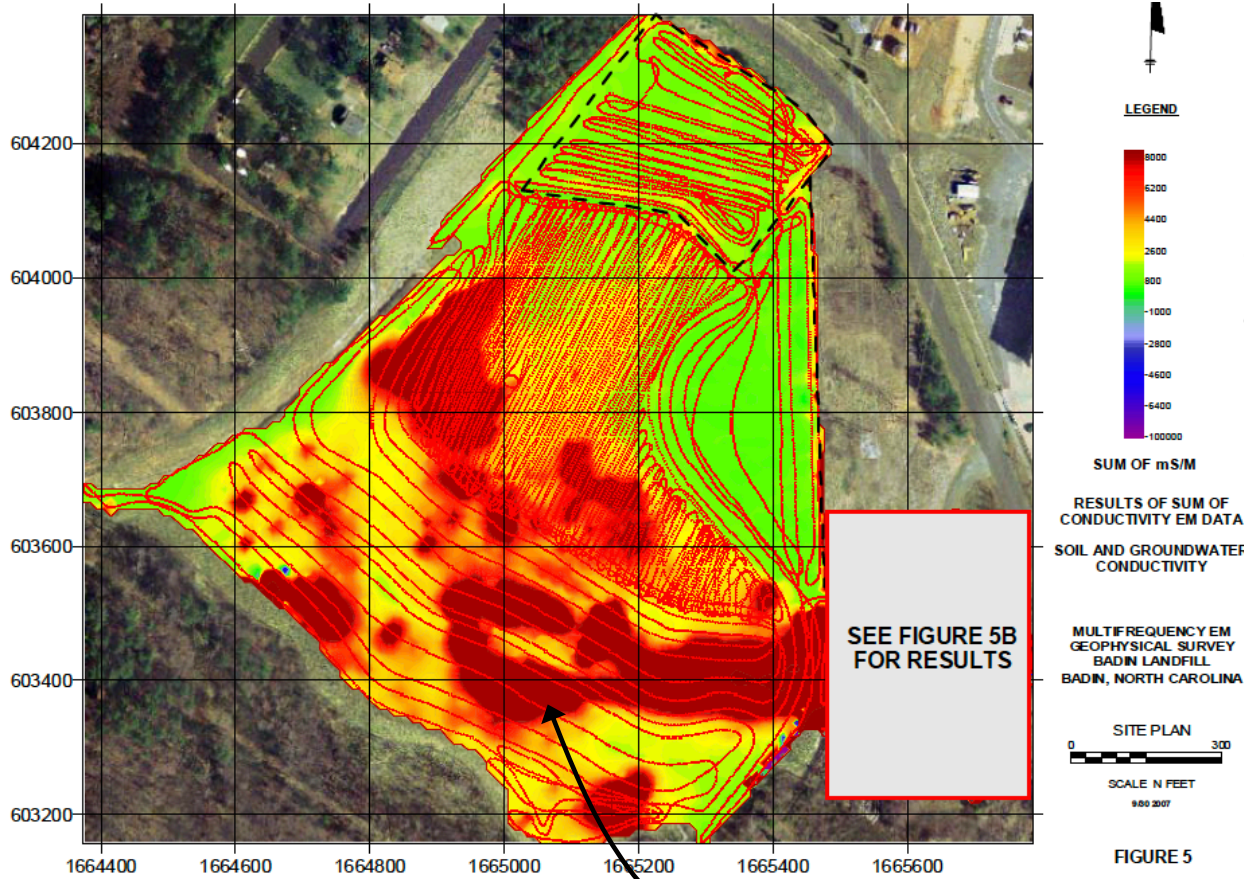 604200
604000
603800
603600
603400
603200
1664400
1664600
1664800
1665000
1665200
1665400
1665600
SEE FIGURE 5B
FOR RESULTS
LEGEND
8000
6200
4400
2600
800
-1000
-2800
-4600
-6400
-100000
SUM OF mS/M
RESULTS OF SUM OF
CONDUCTIVITY EM DATA
SOIL AND GROUNDWATER
CONDUCTIVITY
MULTIFREQUENCY EM
GEOPHYSICAL SURVEY
BADIN LANDFILL
BADIN, NORTH CAROLINA
SITE PLAN
0 300
SCALE N FEET
FIGURE 5